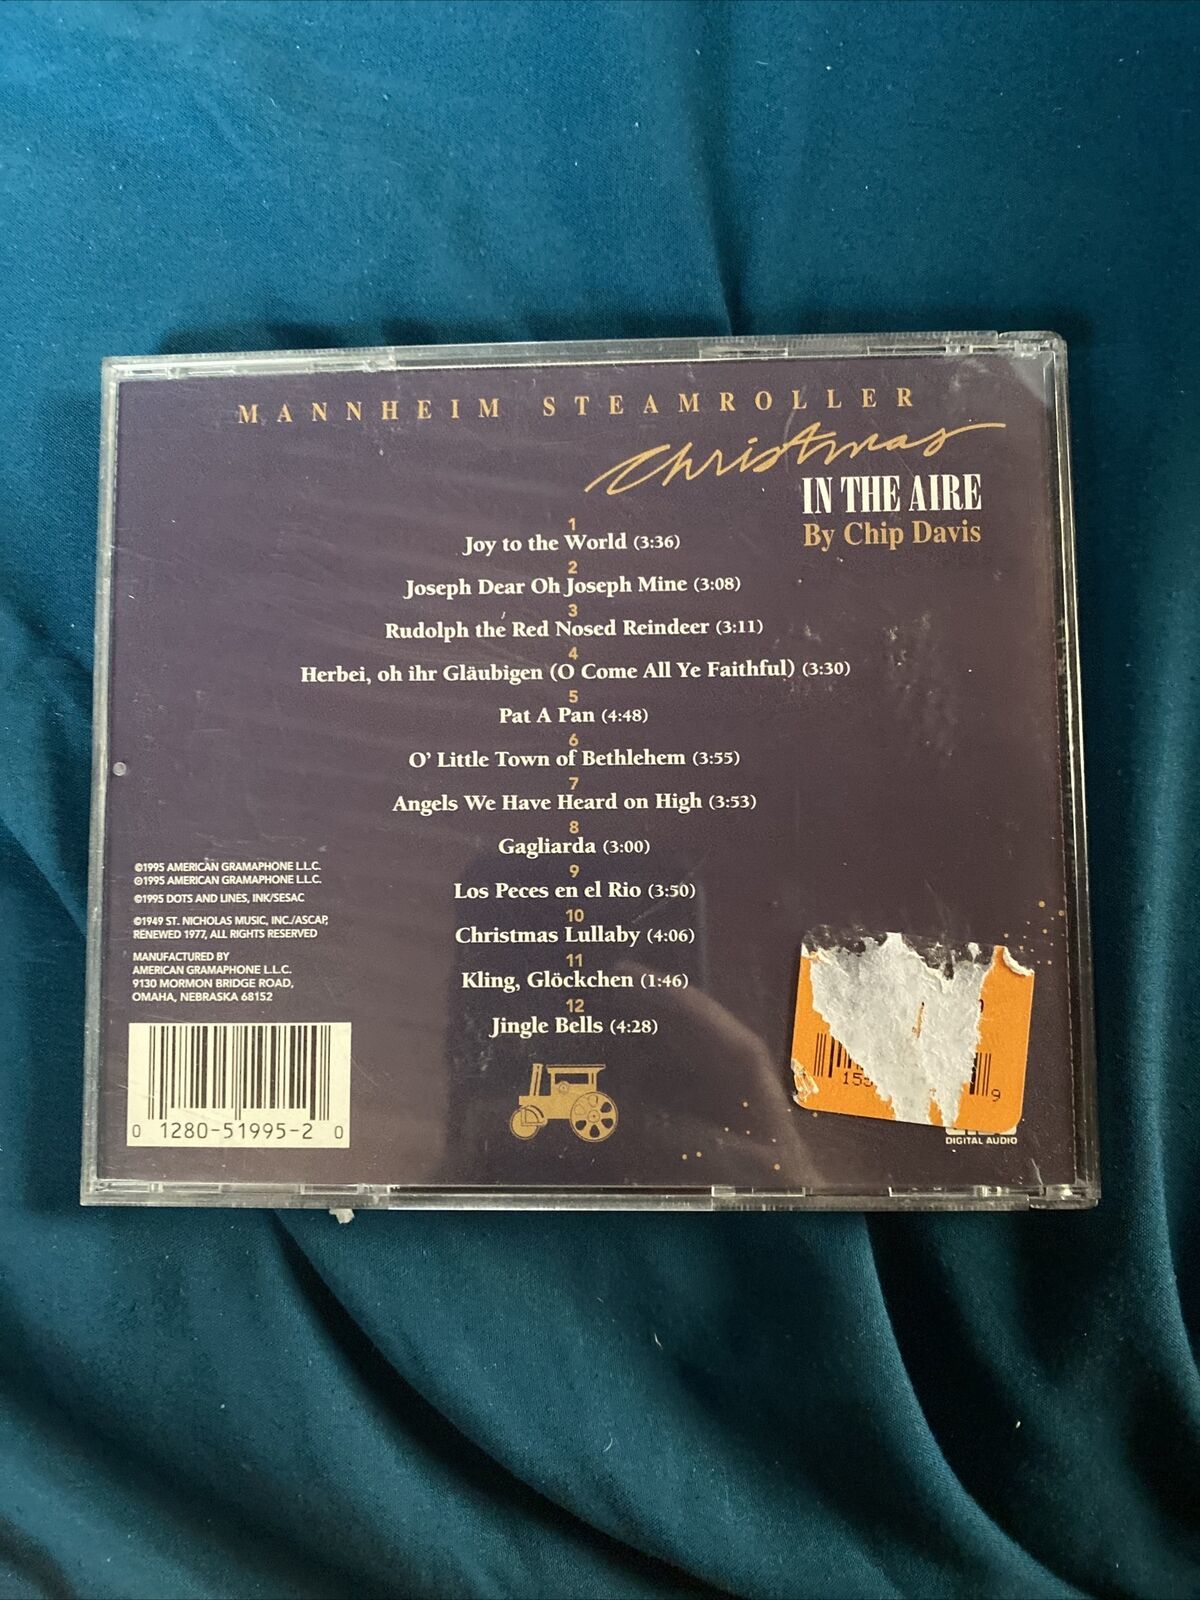 MANNHEIM STEAMROLLER
Christmas
IN THE AIRE
By Chip Davis
1
Joy to the World (3:36)
2
Joseph Dear Oh Joseph Mine (3:08)
3
Rudolph the Red Nosed Reindeer (3:11)
4
Herbei, oh ihr Gläubigen (O Come All Ye Faithful) (3:30)
5
Pat A Pan (4:48)
6
O' Little Town of Bethlehem (3:55)
7
Angels We Have Heard on High (3:53)
8
Gagliarda (3:00)
9
Los Peces en el Rio (3:50)
10
Christmas Lullaby (4:06)
11
Kling, Glöckchen (1:46)
12
Jingle Bells (4:28)
©1995 AMERICAN GRAMAPHONE L.L.C.
℗1995 AMERICAN GRAMAPHONE L.L.C.
©1995 DOTS AND LINES, INK/SESAC
©1949 ST. NICHOLAS MUSIC, INC./ASCAP,
RENEWED 1977, ALL RIGHTS RESERVED
MANUFACTURED BY
AMERICAN GRAMAPHONE L.L.C.
9130 MORMON BRIDGE ROAD,
OMAHA, NEBRASKA 68152
0 1280-51995-2 0
9
DIGITAL AUDIO